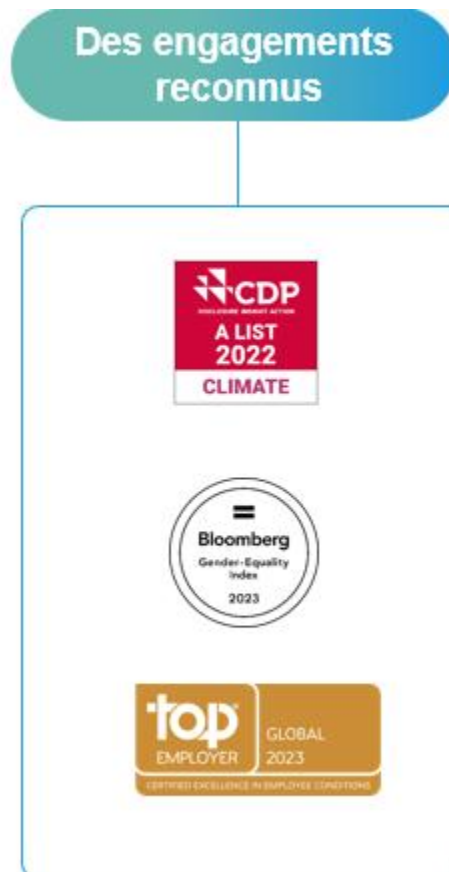 Des engagements
reconnus
CDP
DISCLOSURE INSIGHT ACTION
A LIST
2022
CLIMATE
Bloomberg
Gender-Equality
Index
2023
top
EMPLOYER
GLOBAL
2023
CERTIFIED EXCELLENCE IN EMPLOYEE CONDITIONS